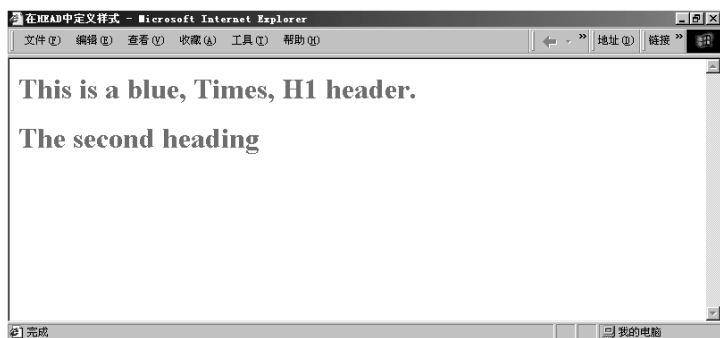 在HEAD中定义样式 - Microsoft Internet Explorer
文件(F) 编辑(E) 查看(V) 收藏(A) 工具(T) 帮助(H) » 地址(D) 链接 »
This is a blue, Times, H1 header.
The second heading
完成 我的电脑